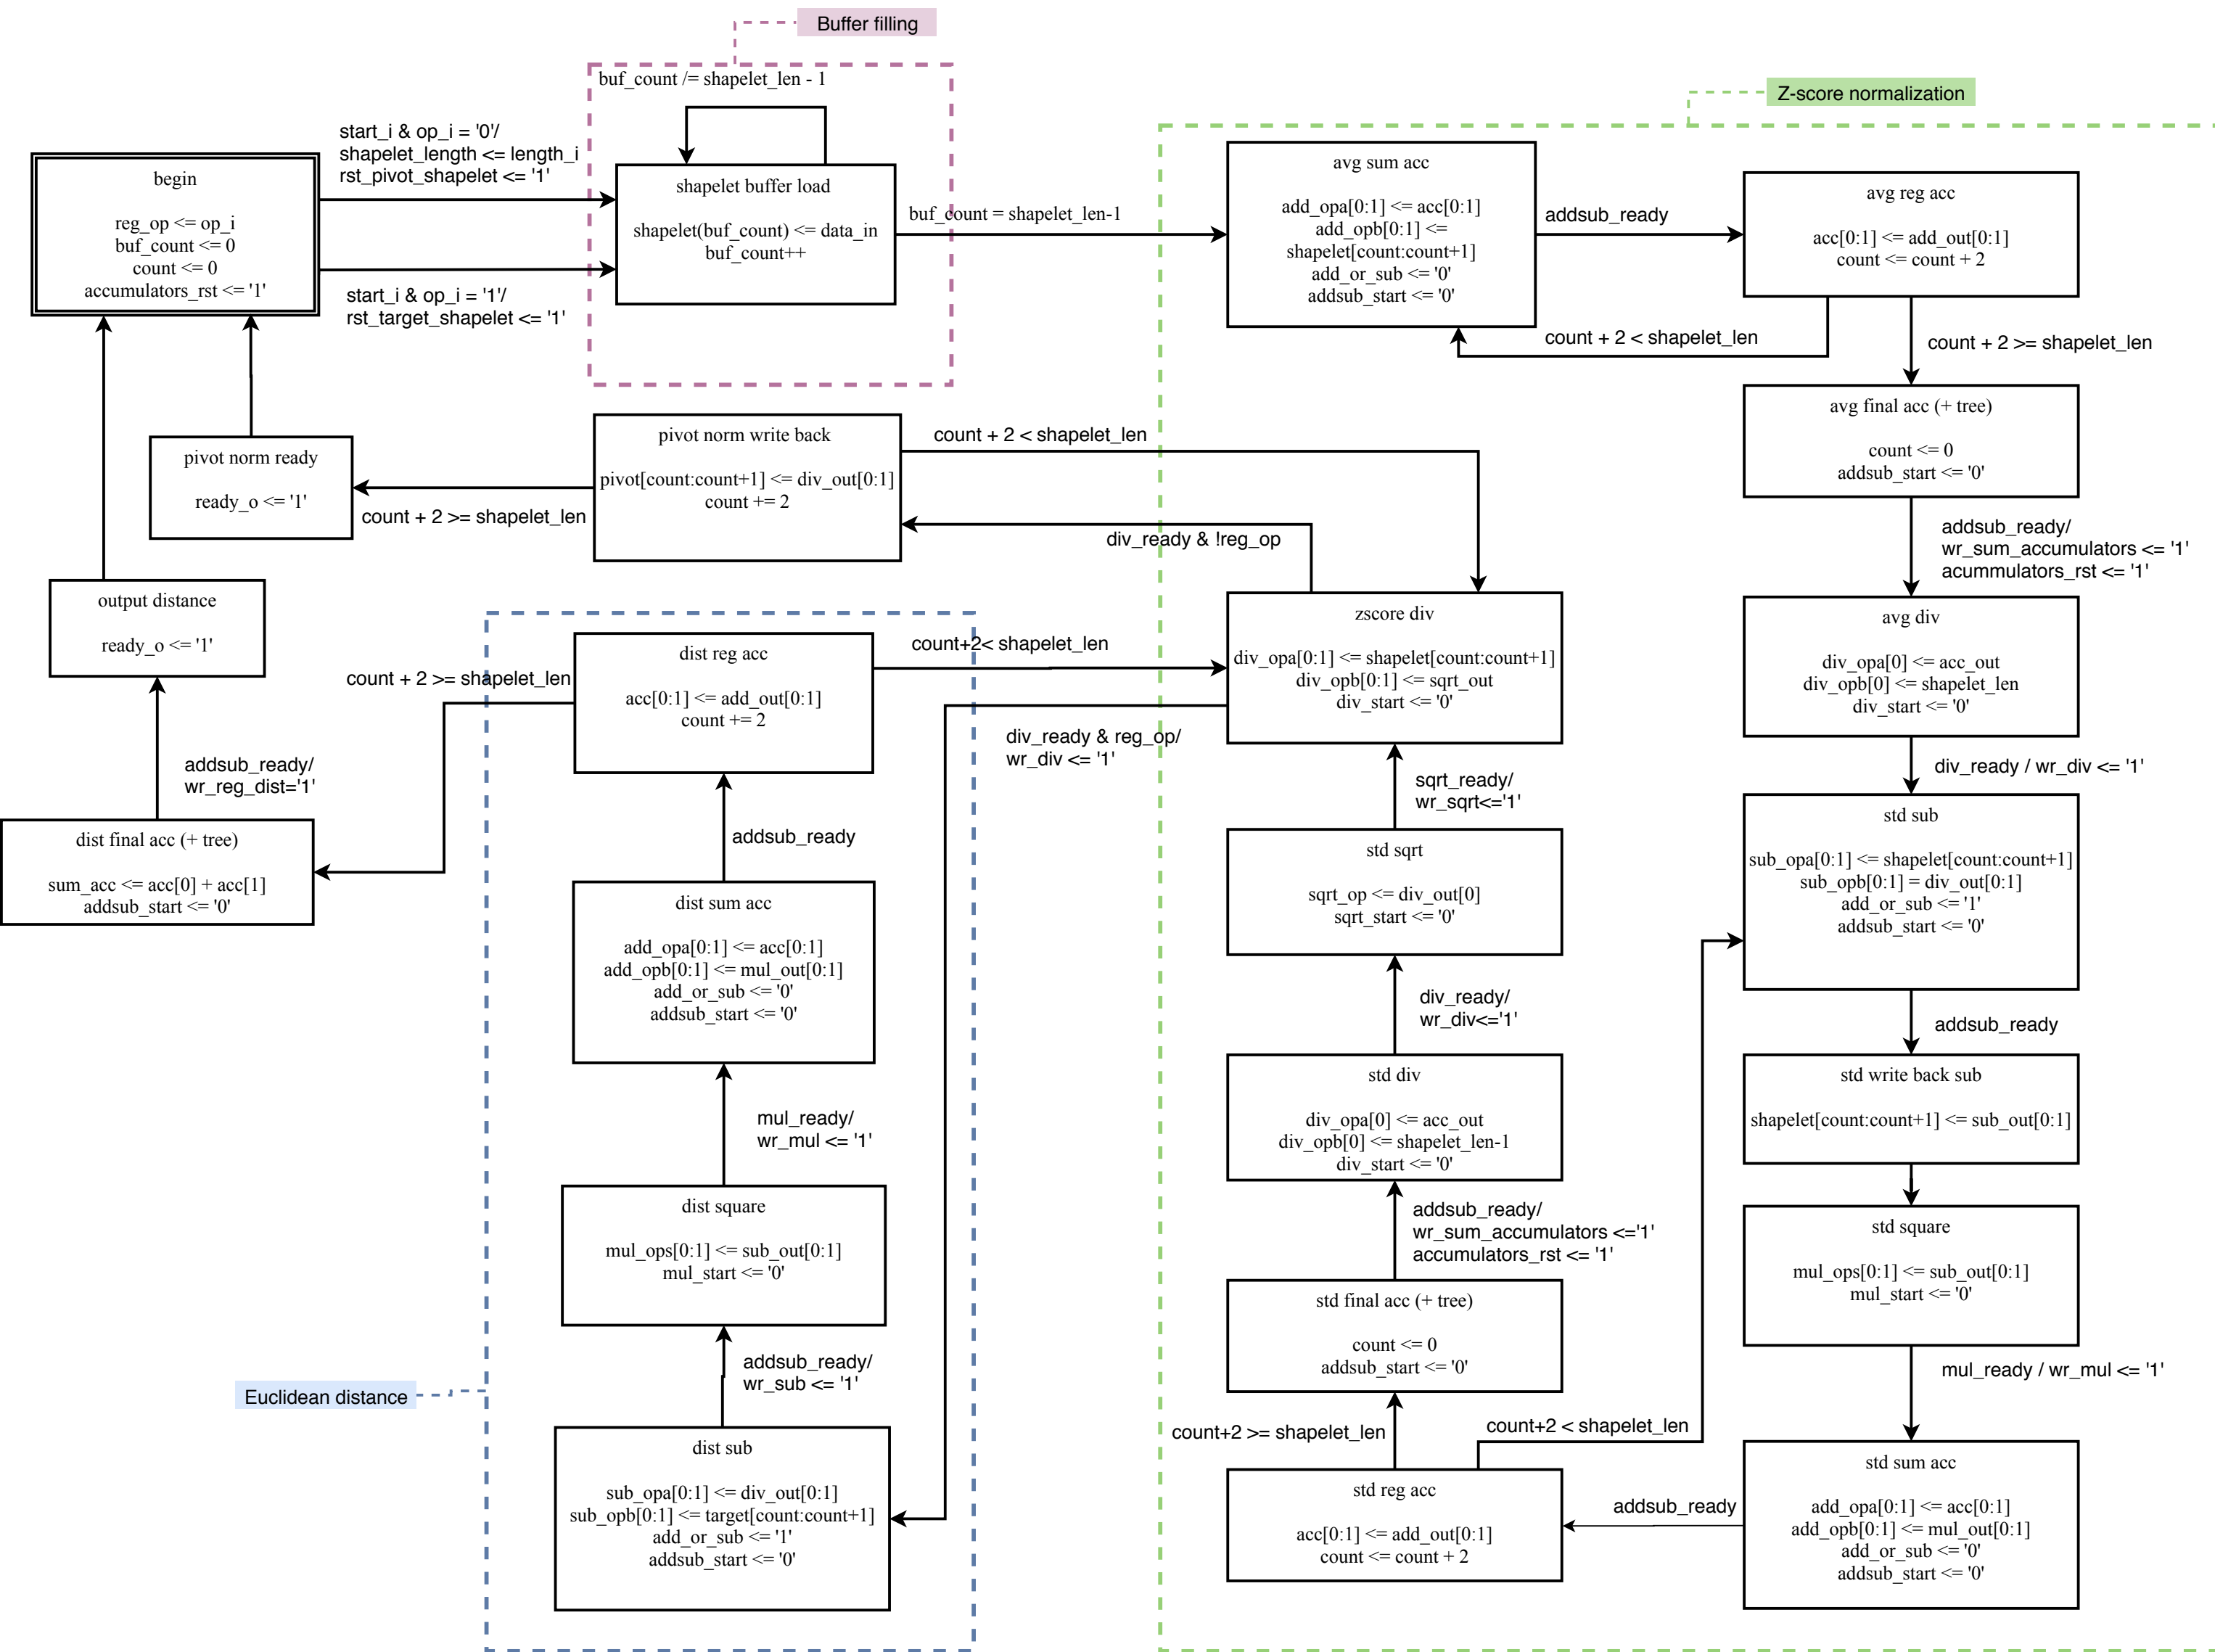 Buffer filling
buf_count /= shapelet_len - 1
Z-score normalization
start_i & op_i = '0'/
shapelet_length <= length_i
rst_pivot_shapelet <= '1'
begin
reg_op <= op_i
buf_count <= 0
count <= 0
accumulators_rst <= '1'
start_i & op_i = '1'/
rst_target_shapelet <= '1'
shapelet buffer load
shapelet(buf_count) <= data_in
buf_count++
buf_count = shapelet_len-1
avg sum acc
add_opa[0:1] <= acc[0:1]
add_opb[0:1] <=
shapelet[count:count+1]
add_or_sub <= '0'
addsub_start <= '0'
addsub_ready
avg reg acc
acc[0:1] <= add_out[0:1]
count <= count + 2
count + 2 < shapelet_len
count + 2 >= shapelet_len
avg final acc (+ tree)
count <= 0
addsub_start <= '0'
addsub_ready/
wr_sum_accumulators <= '1'
acummulators_rst <= '1'
avg div
div_opa[0] <= acc_out
div_opb[0] <= shapelet_len
div_start <= '0'
div_ready / wr_div <= '1'
std sub
sub_opa[0:1] <= shapelet[count:count+1]
sub_opb[0:1] = div_out[0:1]
add_or_sub <= '1'
addsub_start <= '0'
addsub_ready
std write back sub
shapelet[count:count+1] <= sub_out[0:1]
std square
mul_ops[0:1] <= sub_out[0:1]
mul_start <= '0'
mul_ready / wr_mul <= '1'
std sum acc
add_opa[0:1] <= acc[0:1]
add_opb[0:1] <= mul_out[0:1]
add_or_sub <= '0'
addsub_start <= '0'
addsub_ready
std reg acc
acc[0:1] <= add_out[0:1]
count <= count + 2
count+2 < shapelet_len
count+2 >= shapelet_len
std final acc (+ tree)
count <= 0
addsub_start <= '0'
addsub_ready/
wr_sum_accumulators <='1'
accumulators_rst <= '1'
std div
div_opa[0] <= acc_out
div_opb[0] <= shapelet_len-1
div_start <= '0'
div_ready/
wr_div<='1'
std sqrt
sqrt_op <= div_out[0]
sqrt_start <= '0'
sqrt_ready/
wr_sqrt<='1'
zscore div
div_opa[0:1] <= shapelet[count:count+1]
div_opb[0:1] <= sqrt_out
div_start <= '0'
div_ready & !reg_op
pivot norm write back
pivot[count:count+1] <= div_out[0:1]
count += 2
count + 2 < shapelet_len
count + 2 >= shapelet_len
pivot norm ready
ready_o <= '1'
div_ready & reg_op/
wr_div <= '1'
dist sub
sub_opa[0:1] <= div_out[0:1]
sub_opb[0:1] <= target[count:count+1]
add_or_sub <= '1'
addsub_start <= '0'
addsub_ready/
wr_sub <= '1'
Euclidean distance
dist square
mul_ops[0:1] <= sub_out[0:1]
mul_start <= '0'
mul_ready/
wr_mul <= '1'
dist sum acc
add_opa[0:1] <= acc[0:1]
add_opb[0:1] <= mul_out[0:1]
add_or_sub <= '0'
addsub_start <= '0'
addsub_ready
dist reg acc
acc[0:1] <= add_out[0:1]
count += 2
count+2< shapelet_len
count + 2 >= shapelet_len
dist final acc (+ tree)
sum_acc <= acc[0] + acc[1]
addsub_start <= '0'
addsub_ready/
wr_reg_dist='1'
output distance
ready_o <= '1'